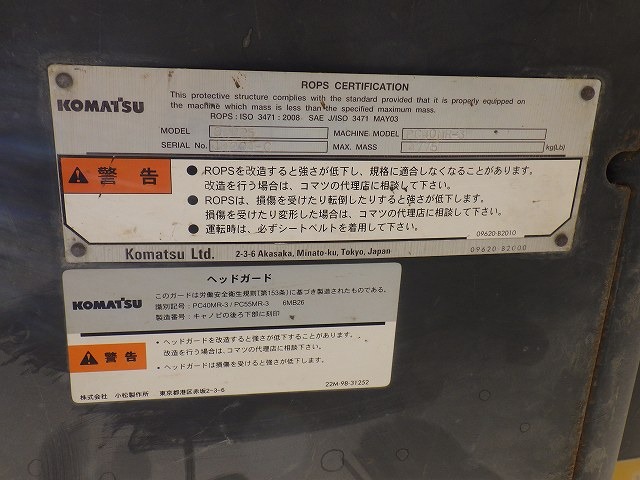 KOMATSU
ROPS CERTIFICATION
This protective structure complies with the standard provided that it is properly equipped on
the machine which mass is less than the specified maximum mass.
ROPS : ISO 3471 : 2008 SAE J/ISO 3471 MAY03
MODEL
MACHINE MODEL PC40MR-3
SERIAL No.
MAX. MASS kg(Lb)
警告
● ROPSを改造すると強さが低下し、規格に適合しなくなることがあります。
改造を行う場合は、コマツの代理店に相談して下さい。
● ROPSは、損傷を受けたり転倒したりすると強さが低下します。
損傷を受けたり変形した場合は、コマツの代理店に相談して下さい。
● 運転時は、必ずシートベルトを着用して下さい。
09620-B2010
Komatsu Ltd. 2-3-6 Akasaka, Minato-ku, Tokyo, Japan
09620-B2000
ヘッドガード
KOMATSU
このガードは労働安全衛生規則(第153条)に基づき製造されたものである。
識別記号：PC40MR-3 / PC55MR-3 6MB26
製造番号：キャノピの後ろ下部に刻印
警告
・ヘッドガードを改造すると強さが低下することがあります。
改造を行う場合は、コマツの代理店に相談下さい。
・ヘッドガードは損傷を受けると強さが低下します。
株式会社 小松製作所 東京都港区赤坂2-3-6
22M-98-31252